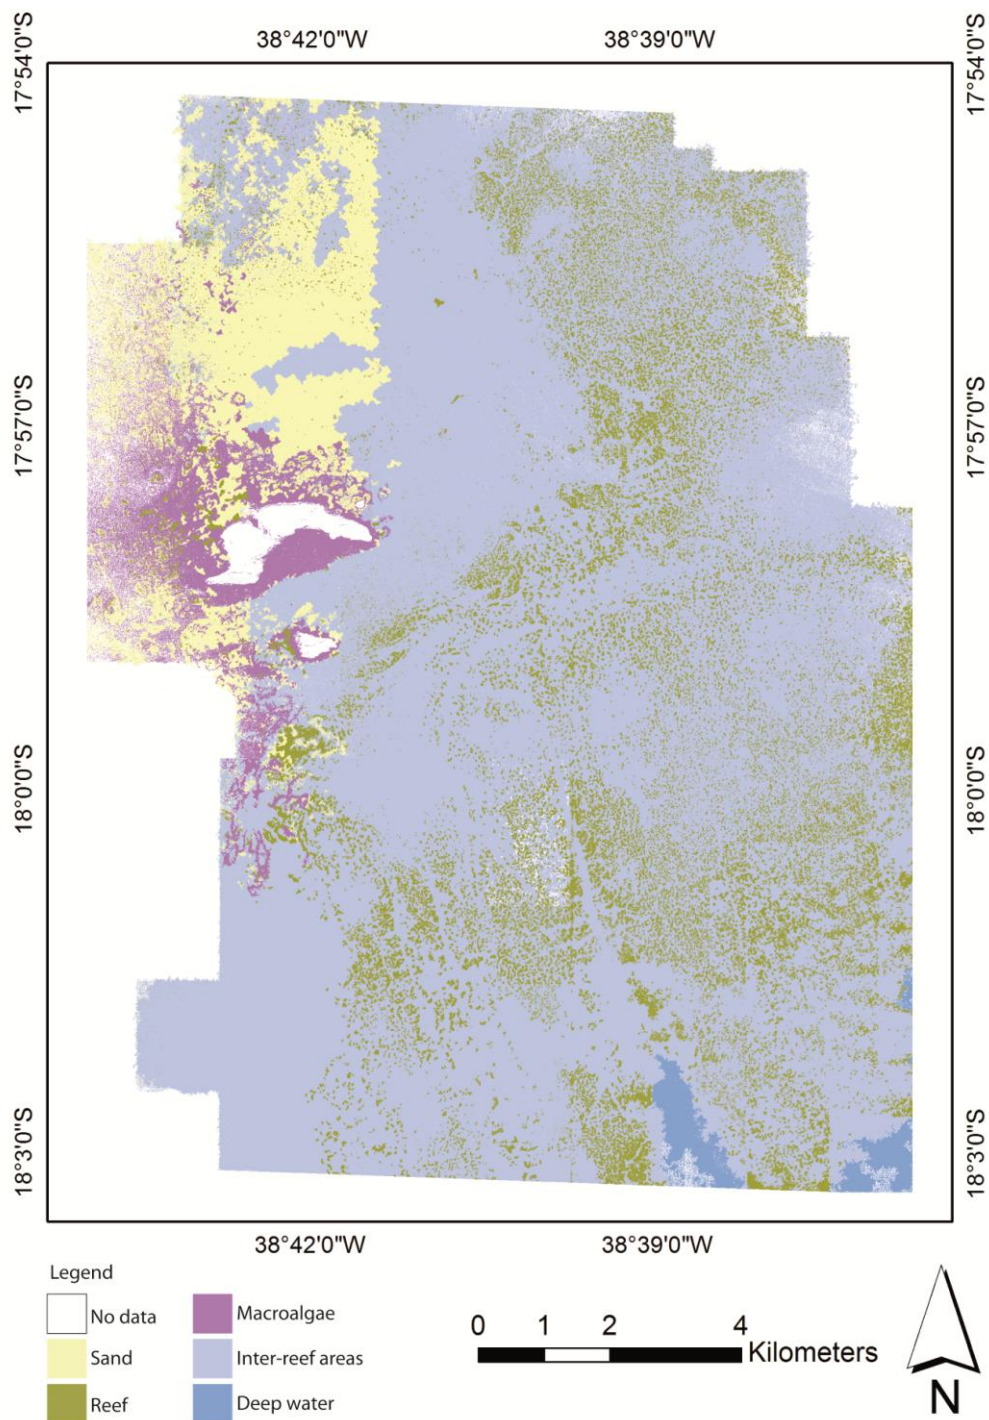 38°42'0"W 38°39'0"W
17°54'0"S 17°54'0"S
17°57'0"S 17°57'0"S
18°0'0"S 18°0'0"S
18°3'0"S 18°3'0"S
38°42'0"W 38°39'0"W
Legend
No data
Sand
Reef
Macroalgae
Inter-reef areas
Deep water
0 1 2 4
Kilometers
N